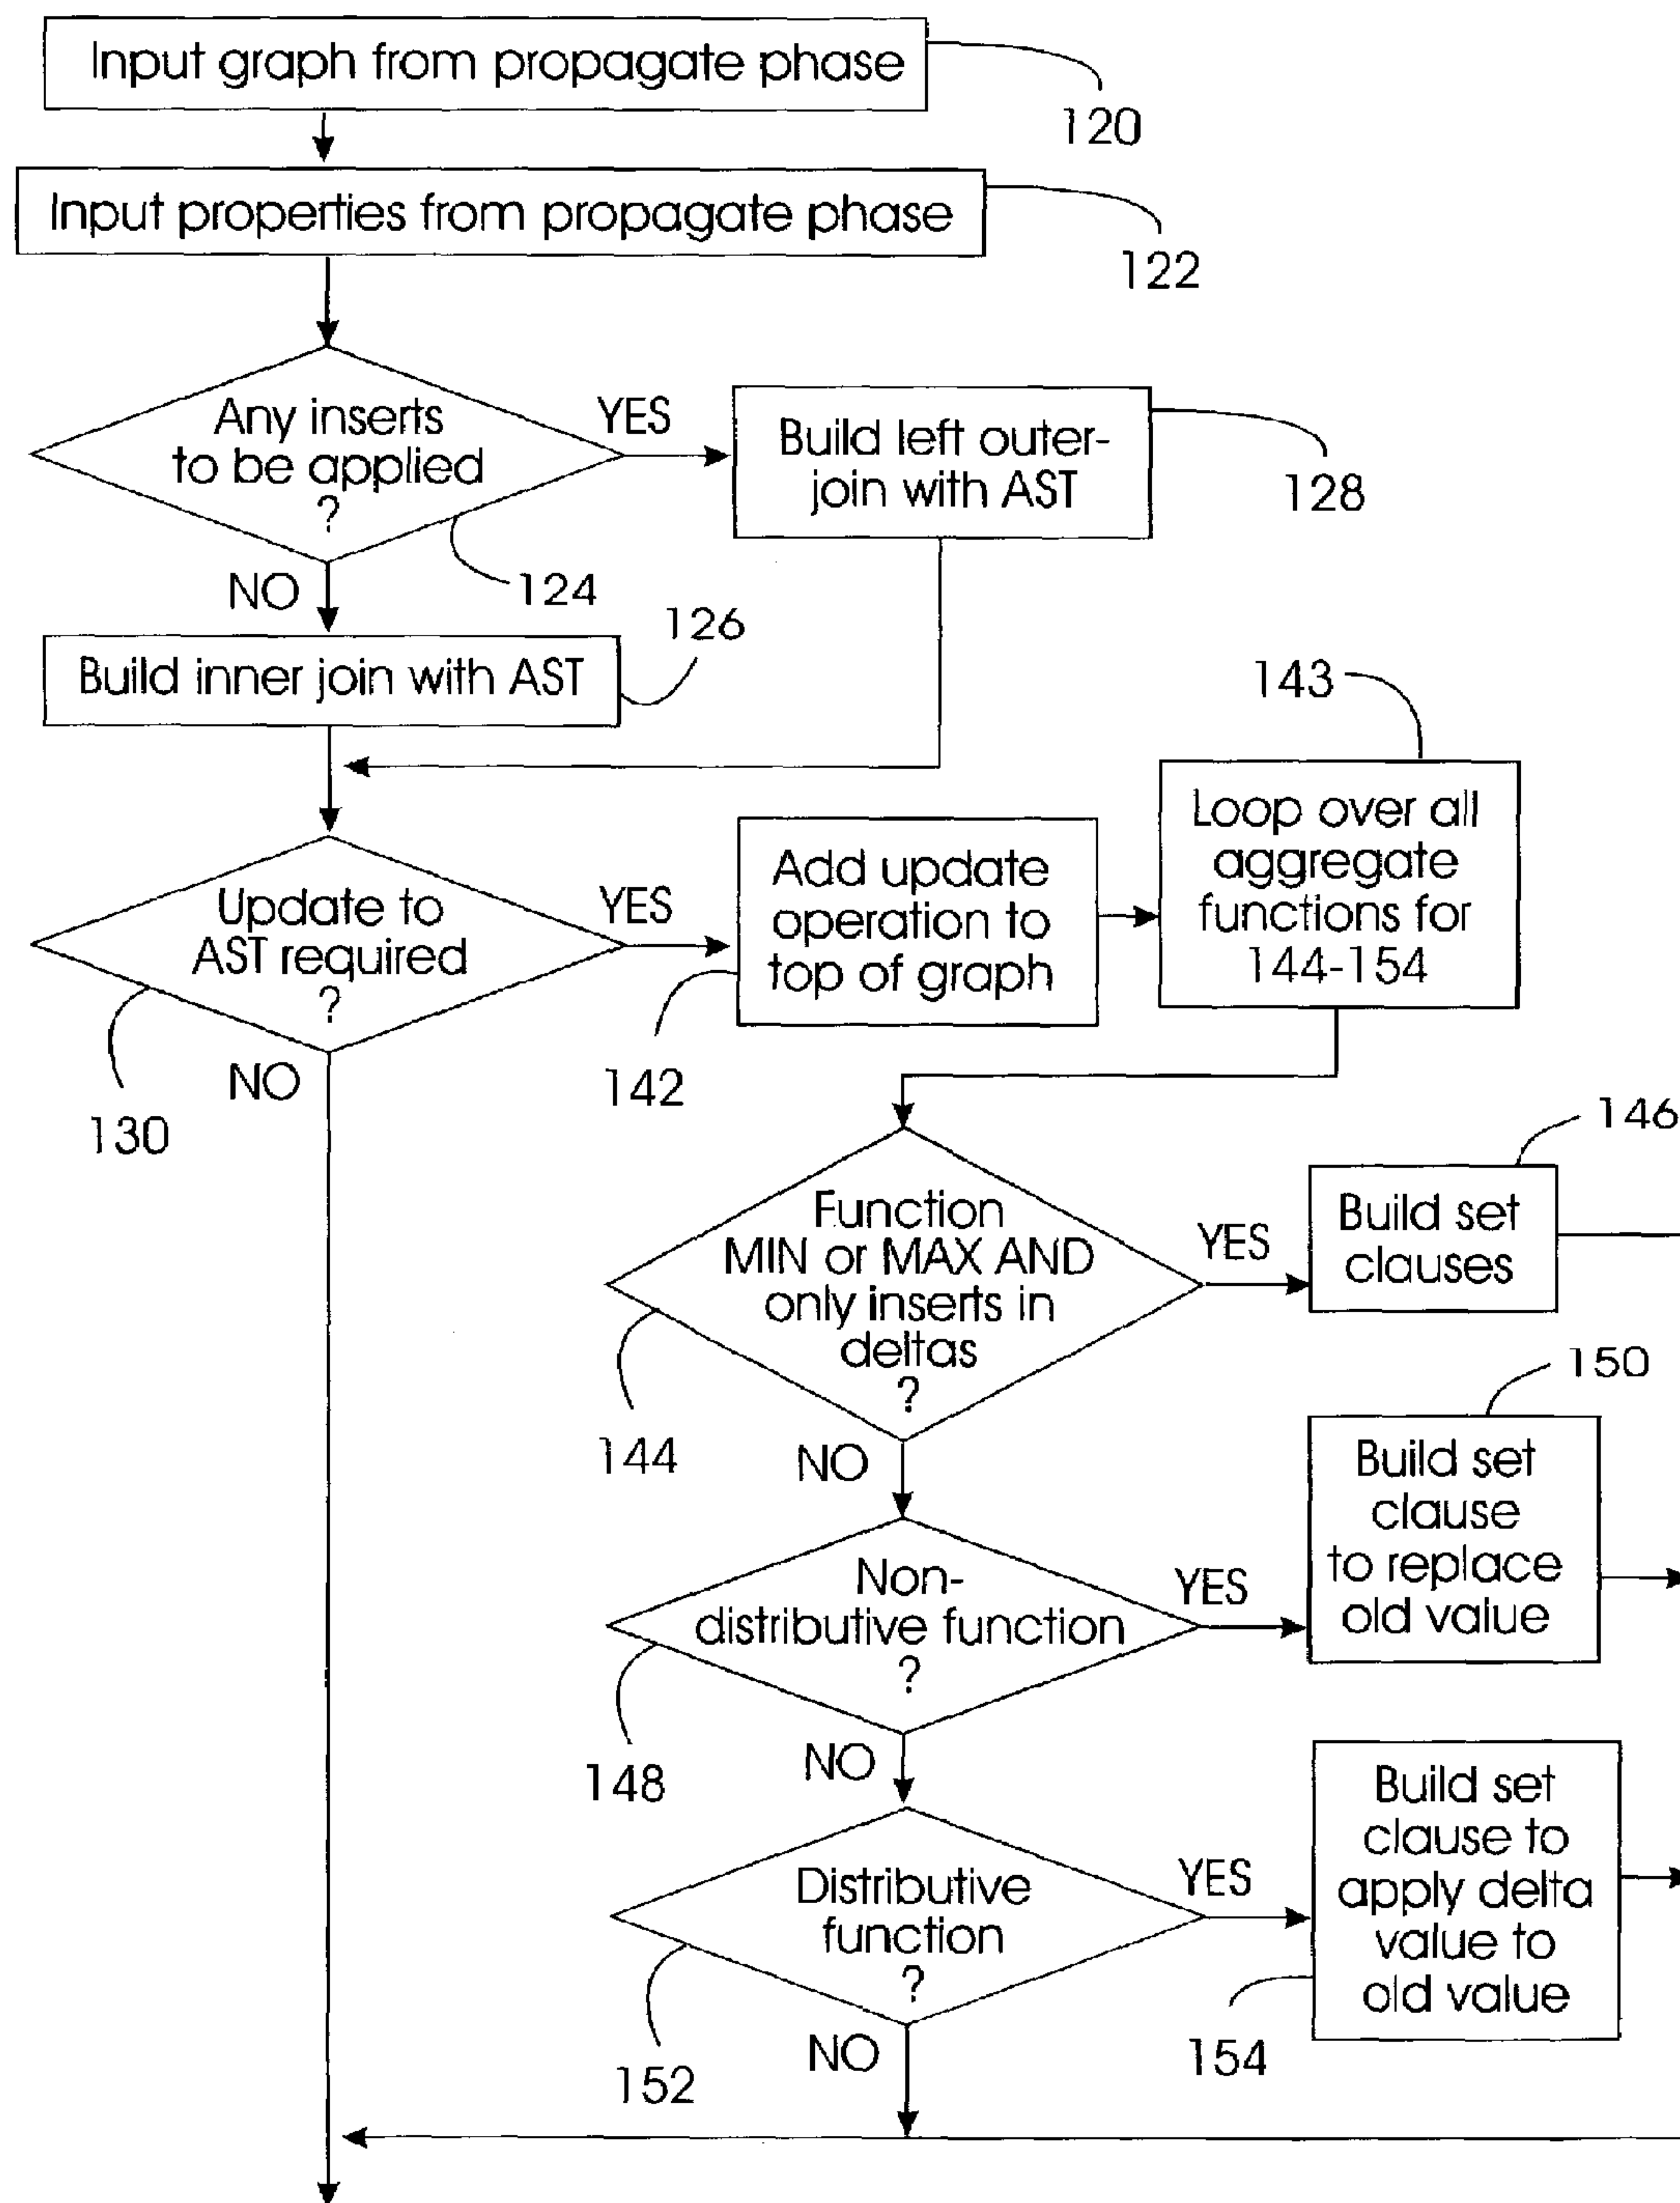 Input graph from propagate phase
120
Input properties from propagate phase
122
Any inserts
to be applied
?
YES
NO
124
Build left outer-
join with AST
128
126
Build inner join with AST
143
Loop over all
aggregate
functions for
144-154
Add update
operation to
top of graph
142
Update to
AST required
?
YES
NO
130
Function
MIN or MAX AND
only inserts in
deltas
?
YES
NO
144
146
Build set
clauses
150
Build set
clause
to replace
old value
Non-
distributive function
?
YES
NO
148
Build set
clause to
apply delta
value to
old value
154
Distributive
function
?
YES
NO
152